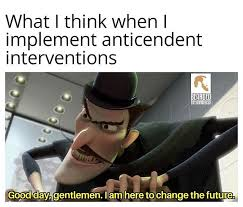 What I think when I
implement anticendent
interventions
Good day, gentlemen. I am here to change the future.